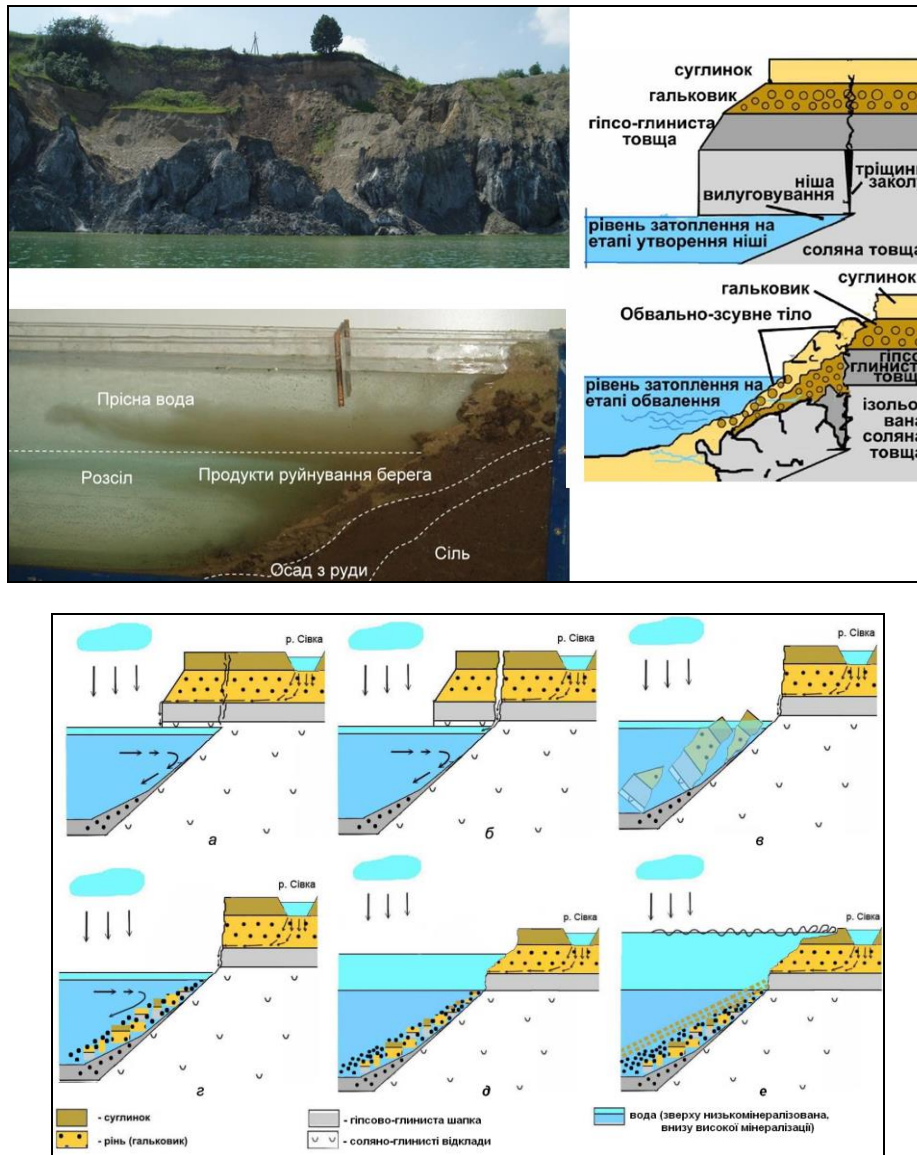 суглинок
гальковик
гіпсо-глиниста
товща
ніша
вилуговування
тріщини
заколу
рівень затоплення на
етапі утворення ніші
соляна товща
суглинок
гальковик
Обвально-зсувне тіло
гіпсо
глиниста
товща
рівень затоплення на
етапі обвалення
ізольо
вана
соляна
товща
Прісна вода
Розсіл
Продукти руйнування берега
Сіль
Осад з руди
р. Сівка
р. Сівка
р. Сівка
а
б
в
р. Сівка
р. Сівка
р. Сівка
г
д
е
- суглинок
- рінь (гальковик)
- гіпсово-глиниста шапка
- соляно-глинисті відклади
вода (зверху низькомінералізована,
внизу високої мінералізації)